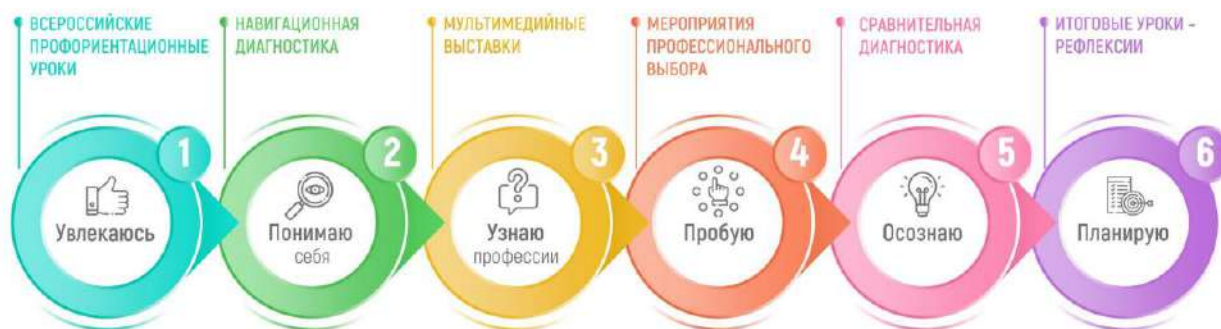 ВСЕРОССИЙСКИЕ
ПРОФОРИЕНТАЦИОННЫЕ
УРОКИ
1
Увлекаюсь
НАВИГАЦИОННАЯ
ДИАГНОСТИКА
2
Понимаю
себя
МУЛЬТИМЕДИЙНЫЕ
ВЫСТАВКИ
3
Узнаю
профессии
МЕРОПРИЯТИЯ
ПРОФЕССИОНАЛЬНОГО
ВЫБОРА
4
Пробую
СРАВНИТЕЛЬНАЯ
ДИАГНОСТИКА
5
Осознаю
ИТОГОВЫЕ УРОКИ –
РЕФЛЕКСИИ
6
Планирую